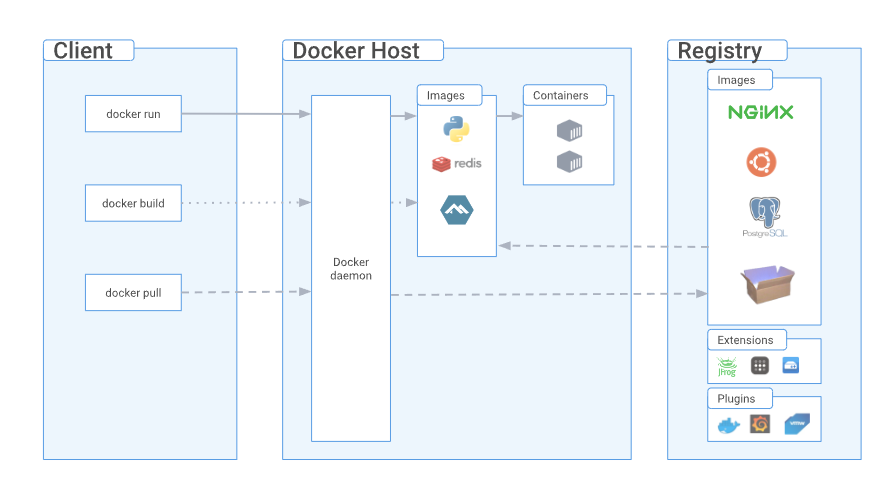 Client
docker run
docker build
docker pull
Docker Host
Docker
daemon
Images
redis
Containers
Registry
Images
NGiNX
PostgreSQL
Extensions
jFrog
Plugins